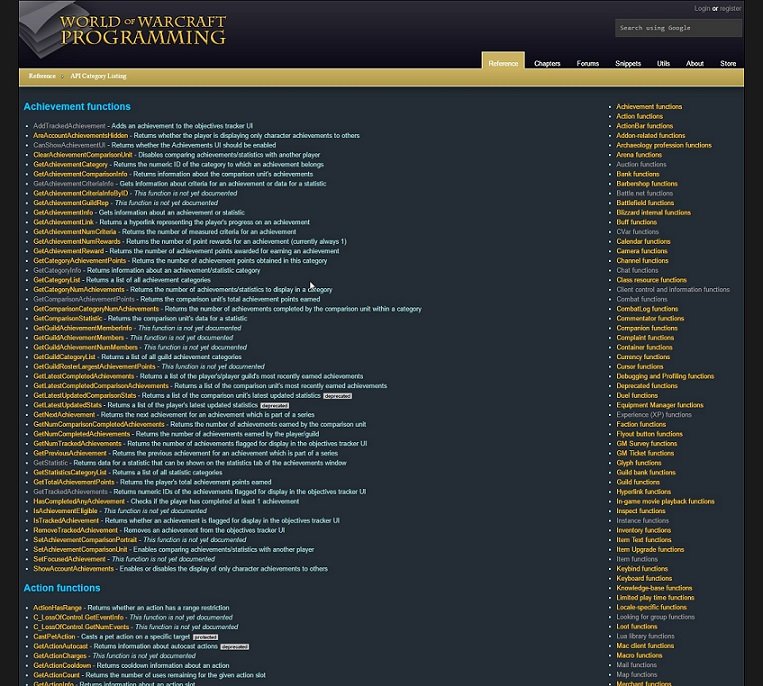 Login or register
WORLD OF WARCRAFT
PROGRAMMING
Search using Google
Reference Chapters Forums Snippets Utils About Store
Reference API Category Listing
Achievement functions
AddTrackedAchievement - Adds an achievement to the objectives tracker UI
AreAccountAchievementsHidden - Returns whether the player is displaying only character achievements to others
CanShowAchievementUI - Returns whether the Achievements UI should be enabled
ClearAchievementComparisonUnit - Disables comparing achievements/statistics with another player
GetAchievementCategory - Returns the numeric ID of the category to which an achievement belongs
GetAchievementComparisonInfo - Returns information about the comparison unit's achievements
GetAchievementCriteriaInfo - Gets information about criteria for an achievement or data for a statistic
GetAchievementCriteriaInfoByID - This function is not yet documented
GetAchievementGuildRep - This function is not yet documented
GetAchievementInfo - Gets information about an achievement or statistic
GetAchievementLink - Returns a hyperlink representing the player's progress on an achievement
GetAchievementNumCriteria - Returns the number of measured criteria for an achievement
GetAchievementNumRewards - Returns the number of point rewards for an achievement (currently always 1)
GetAchievementReward - Returns the number of achievement points awarded for earning an achievement
GetCategoryAchievementPoints - Returns the number of achievement points obtained in this category
GetCategoryInfo - Returns information about an achievement/statistic category
GetCategoryList - Returns a list of all achievement categories
GetCategoryNumAchievements - Returns the number of achievements/statistics to display in a category
GetComparisonAchievementPoints - Returns the comparison unit's total achievement points earned
GetComparisonCategoryNumAchievements - Returns the number of achievements completed by the comparison unit within a category
GetComparisonStatistic - Returns the comparison unit's data for a statistic
GetGuildAchievementMemberInfo - This function is not yet documented
GetGuildAchievementMembers - This function is not yet documented
GetGuildAchievementNumMembers - This function is not yet documented
GetGuildCategoryList - Returns a list of all guild achievement categories
GetGuildRosterLargestAchievementPoints - This function is not yet documented
GetLatestCompletedAchievements - Returns a list of the player's/player guild's most recently earned achievements
GetLatestCompletedComparisonAchievements - Returns a list of the comparison unit's most recently earned achievements
GetLatestUpdatedComparisonStats - Returns a list of the comparison unit's latest updated statistics deprecated
GetLatestUpdatedStats - Returns a list of the player's latest updated statistics deprecated
GetNextAchievement - Returns the next achievement for an achievement which is part of a series
GetNumComparisonCompletedAchievements - Returns the number of achievements earned by the comparison unit
GetNumCompletedAchievements - Returns the number of achievements earned by the player/guild
GetNumTrackedAchievements - Returns the number of achievements flagged for display in the objectives tracker UI
GetPreviousAchievement - Returns the previous achievement for an achievement which is part of a series
GetStatistic - Returns data for a statistic that can be shown on the statistics tab of the achievements window
GetStatisticsCategoryList - Returns a list of all statistic categories
GetTotalAchievementPoints - Returns the player's total achievement points earned
GetTrackedAchievements - Returns numeric IDs of the achievements flagged for display in the objectives tracker UI
HasCompletedAnyAchievement - Checks if the player has completed at least 1 achievement
IsAchievementEligible - This function is not yet documented
IsTrackedAchievement - Returns whether an achievement is flagged for display in the objectives tracker UI
RemoveTrackedAchievement - Removes an achievement from the objectives tracker UI
SetAchievementComparisonPortrait - This function is not yet documented
SetAchievementComparisonUnit - Enables comparing achievements/statistics with another player
SetFocusedAchievement - This function is not yet documented
ShowAccountAchievements - Enables or disables the display of only character achievements to others
Action functions
ActionHasRange - Returns whether an action has a range restriction
C_LossOfControl.GetEventInfo - This function is not yet documented
C_LossOfControl.GetNumEvents - This function is not yet documented
CastPetAction - Casts a pet action on a specific target protected
GetActionAutocast - Returns information about autocast actions deprecated
GetActionCharges - This function is not yet documented
GetActionCooldown - Returns cooldown information about an action
GetActionCount - Returns the number of uses remaining for the given action slot
GetActionInfo - Returns information about an action slot
Achievement functions
Action functions
ActionBar functions
Addon-related functions
Archaeology profession functions
Arena functions
Auction functions
Bank functions
Barbershop functions
Battle net functions
Battlefield functions
Blizzard internal functions
Buff functions
CVar functions
Calendar functions
Camera functions
Channel functions
Chat functions
Class resource functions
Client control and information functions
Combat functions
CombatLog functions
Commentator functions
Companion functions
Complaint functions
Container functions
Currency functions
Cursor functions
Debugging and Profiling functions
Deprecated functions
Duel functions
Equipment Manager functions
Experience (XP) functions
Faction functions
Flyout button functions
GM Survey functions
GM Ticket functions
Glyph functions
Guild bank functions
Guild functions
Hyperlink functions
In-game movie playback functions
Inspect functions
Instance functions
Inventory functions
Item Text functions
Item Upgrade functions
Item functions
Keybind functions
Keyboard functions
Knowledge-base functions
Limited play time functions
Locale-specific functions
Looking for group functions
Loot functions
Lua library functions
Mac client functions
Macro functions
Mail functions
Map functions
Merchant functions